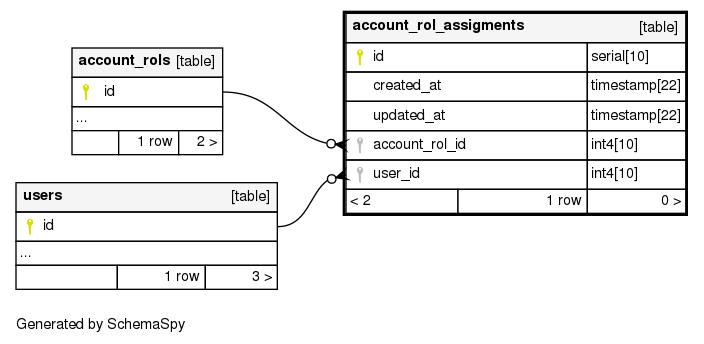 account_rols [table]
id
...
1 row 2 >
users [table]
id
...
1 row 3 >
account_rol_assigments [table]
id serial[10]
created_at timestamp[22]
updated_at timestamp[22]
account_rol_id int4[10]
user_id int4[10]
< 2 1 row 0 >
Generated by SchemaSpy